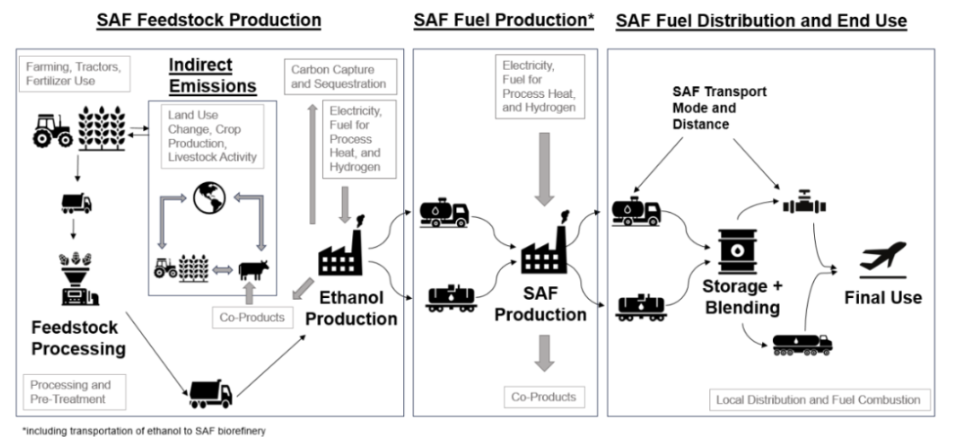 SAF Feedstock Production
SAF Fuel Production*
SAF Fuel Distribution and End Use
Farming, Tractors,
Fertilizer Use
Indirect
Emissions
Land Use
Change, Crop
Production,
Livestock Activity
Carbon Capture
and Sequestration
Electricity,
Fuel for
Process
Heat, and
Hydrogen
Co-Products
Ethanol
Production
Feedstock
Processing
Processing and
Pre-Treatment
Electricity,
Fuel for
Process Heat,
and Hydrogen
SAF
Production
Co-Products
SAF Transport
Mode and
Distance
Storage +
Blending
Final Use
Local Distribution and Fuel Combustion
*including transportation of ethanol to SAF biorefinery